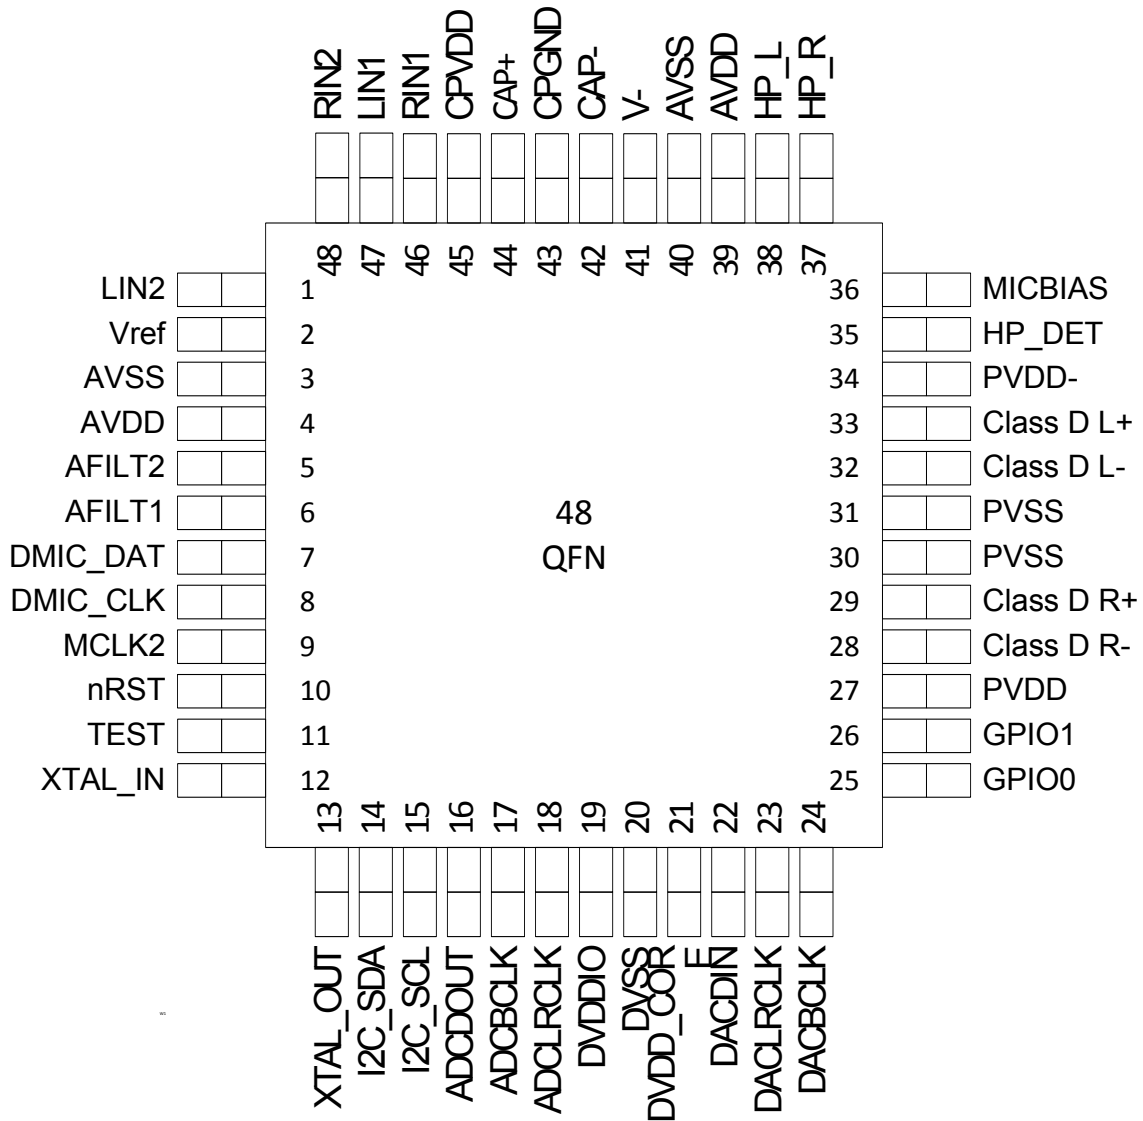 RIN2
LIN1
RIN1
CPVDD
CAP+
CPGND
CAP-
V-
AVSS
AVDD
HP_L
HP_R
48
47
46
45
44
43
42
41
40
39
38
37
LIN2 1
Vref 2
AVSS 3
AVDD 4
AFILT2 5
AFILT1 6
DMIC_DAT 7
DMIC_CLK 8
MCLK2 9
nRST 10
TEST 11
XTAL_IN 12
48
QFN
36 MICBIAS
35 HP_DET
34 PVDD-
33 Class D L+
32 Class D L-
31 PVSS
30 PVSS
29 Class D R+
28 Class D R-
27 PVDD
26 GPIO1
25 GPIO0
13
14
15
16
17
18
19
20
21
22
23
24
XTAL_OUT
I2C_SDA
I2C_SCL
ADCDOUT
ADCBCLK
ADCLRCLK
DVDDIO
DVSS
DVDD_COR
E
DACDIN
DACLRCLK
DACBCLK